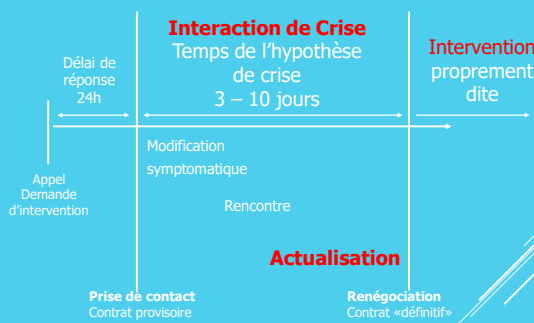 Interaction de Crise
Temps de l'hypothèse
de crise
3 – 10 jours
Délai de
réponse
24h
Intervention
proprement
dite
Appel
Demande
d'intervention
Modification
symptomatique
Rencontre
Actualisation
Prise de contact
Contrat provisoire
Renégociation
Contrat «définitif»